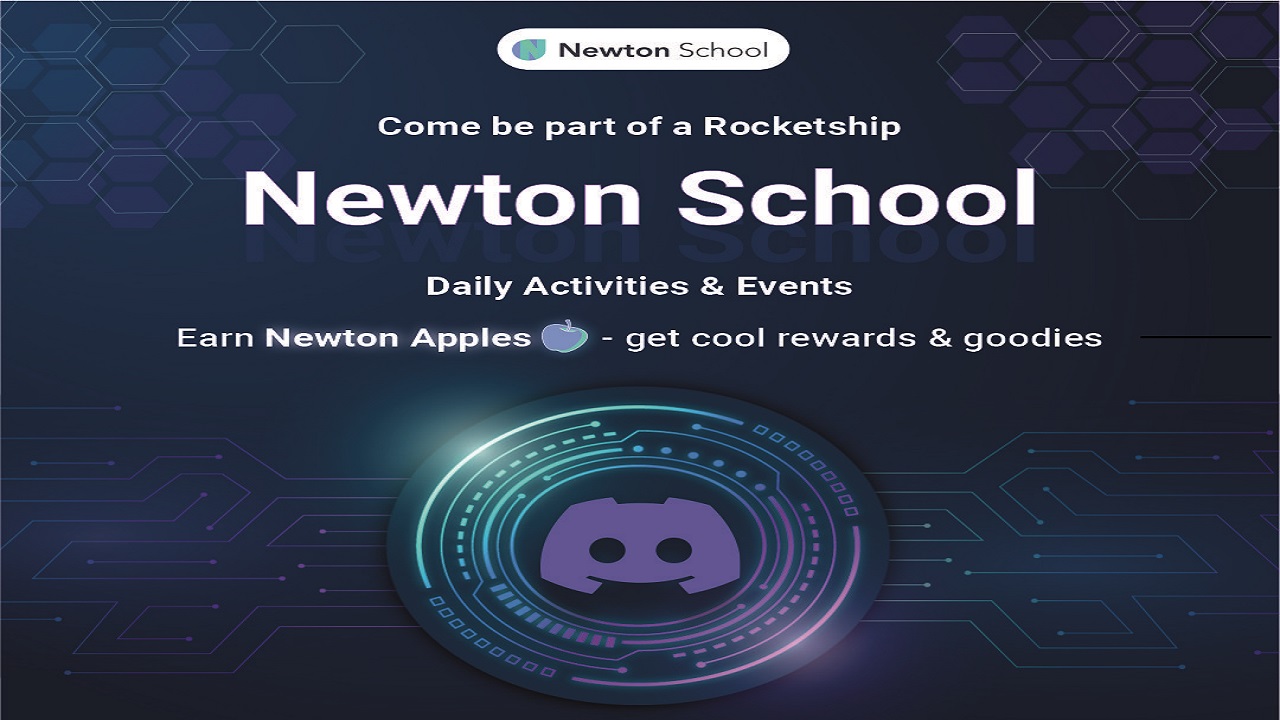 Newton School
Come be part of a Rocketship
Newton School
Daily Activities & Events
Earn Newton Apples - get cool rewards & goodies